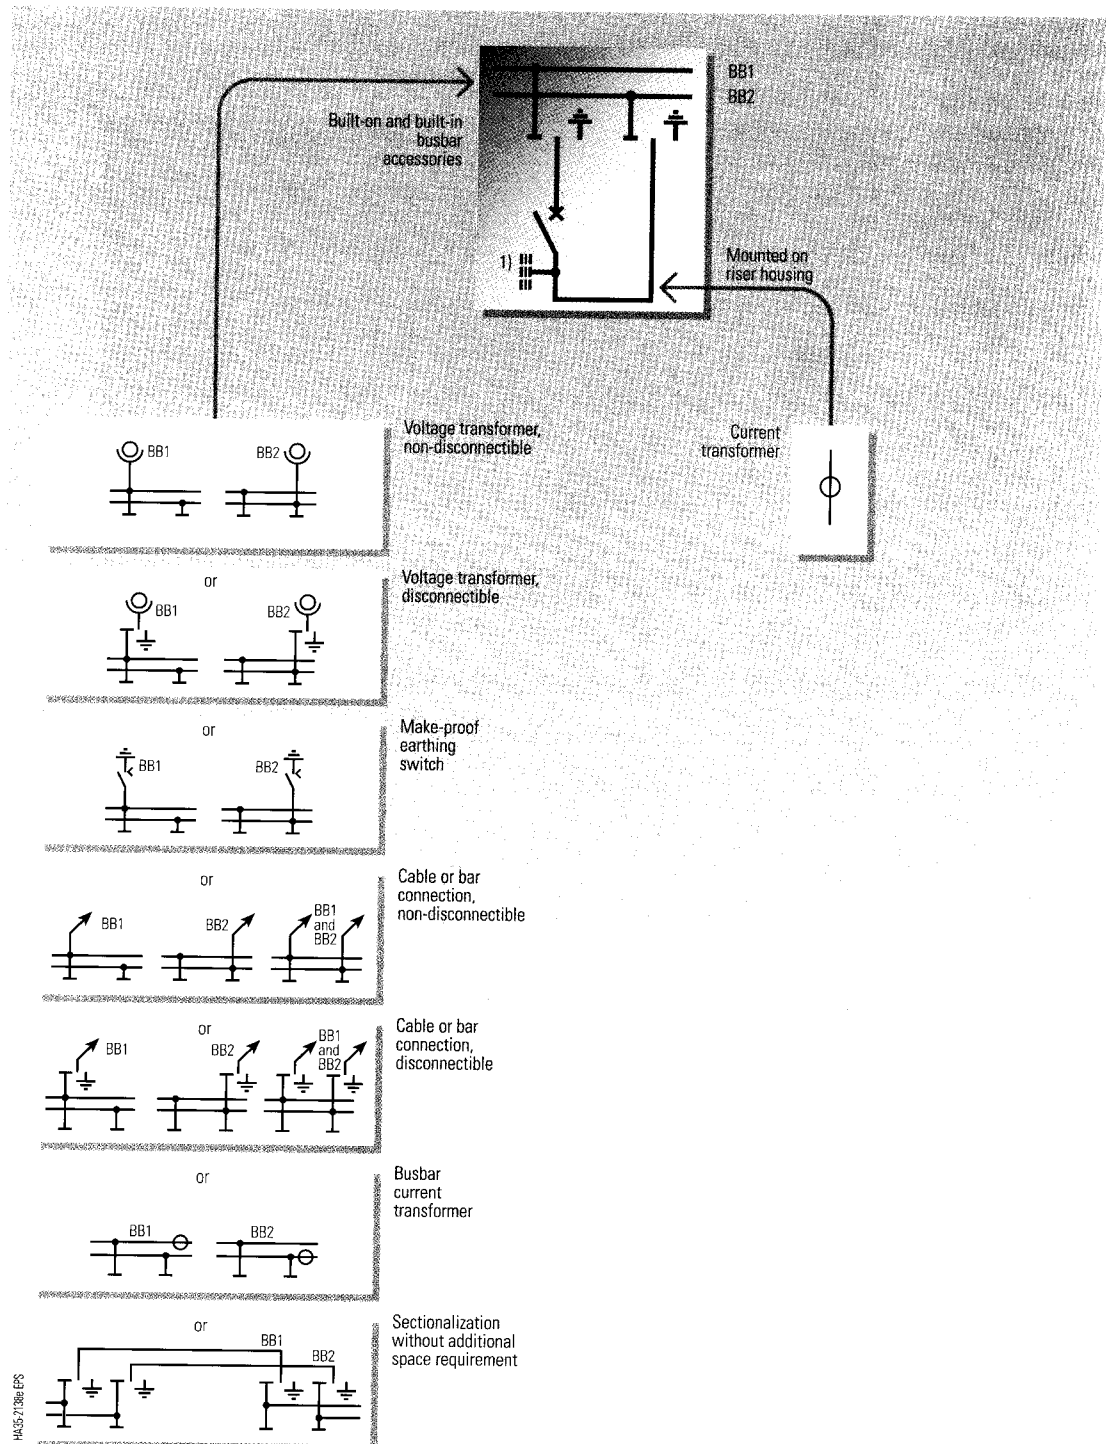 BB1
BB2
Built-on and built-in
busbar
accessories
1)
Mounted on
riser housing
Current
transformer
BB1
BB2
Voltage transformer,
non-disconnectible
or
BB1
BB2
Voltage transformer,
disconnectible
or
BB1
BB2
Make-proof
earthing
switch
or
BB1
BB2
BB1
and
BB2
Cable or bar
connection,
non-disconnectible
or
BB1
BB2
BB1
and
BB2
Cable or bar
connection,
disconnectible
or
BB1
BB2
Busbar
current
transformer
or
BB1
BB2
Sectionalization
without additional
space requirement
HA35-2138e EPS